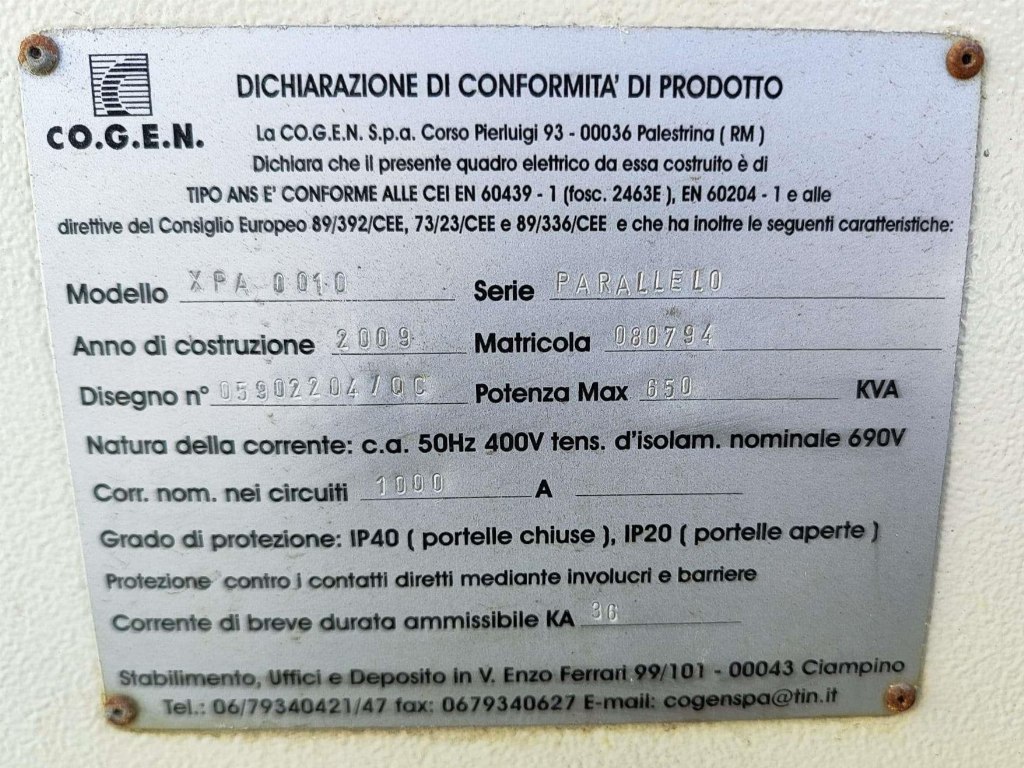 DICHIARAZIONE DI CONFORMITA' DI PRODOTTO
CO.G.E.N.
La CO.G.E.N. S.p.a. Corso Pierluigi 93 - 00036 Palestrina ( RM )
Dichiara che il presente quadro elettrico da essa costruito è di
TIPO ANS E' CONFORME ALLE CEI EN 60439 - 1 (fosc. 2463E ), EN 60204 - 1 e alle
direttive del Consiglio Europeo 89/392/CEE, 73/23/CEE e 89/336/CEE e che ha inoltre le seguenti caratteristiche:
Modello XPA 0010 Serie PARALLELO
Anno di costruzione 2009 Matricola 080794
Disegno n° 05902204/QC Potenza Max 650 KVA
Natura della corrente: c.a. 50Hz 400V tens. d'isolam. nominale 690V
Corr. nom. nei circuiti 1000 A
Grado di protezione: IP40 ( portelle chiuse ), IP20 ( portelle aperte )
Protezione contro i contatti diretti mediante involucri e barriere
Corrente di breve durata ammissibile KA 36
Stabilimento, Uffici e Deposito in V. Enzo Ferrari 99/101 - 00043 Ciampino
Tel.: 06/79340421/47 fax: 0679340627 E-mail: cogenspa@tin.it